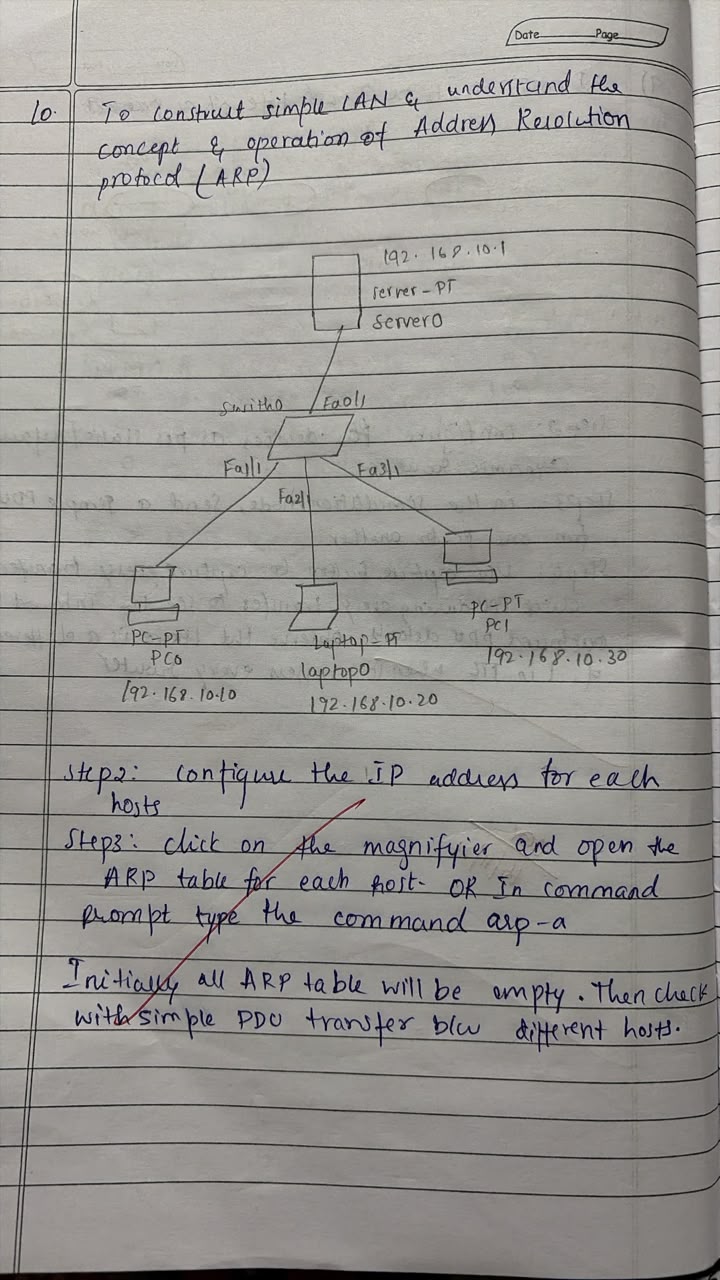 Date Page
10. To construct simple LAN & understand the
concept & operation of Address Resolution
protocol (ARP)
192.168.10.1
server-PT
Server0
Swith0 Fa0/1
Fa1/1 Fa3/1
Fa2/1
PC-PT
PC0
192.168.10.10
Laptop-PT
laptop0
192.168.10.20
PC-PT
PC1
192.168.10.30
Step2: configure the IP address for each
hosts
Step3: click on the magnifyier and open the
ARP table for each host. OR In command
prompt type the command arp-a
Initially all ARP table will be empty. Then check
with simple PDU transfer b/w different hosts.